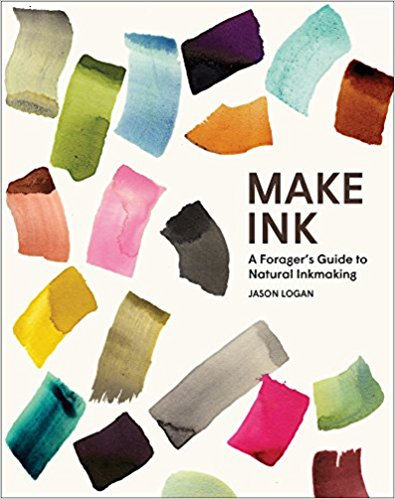 MAKE
INK
A Forager's Guide to
Natural Inkmaking
JASON LOGAN